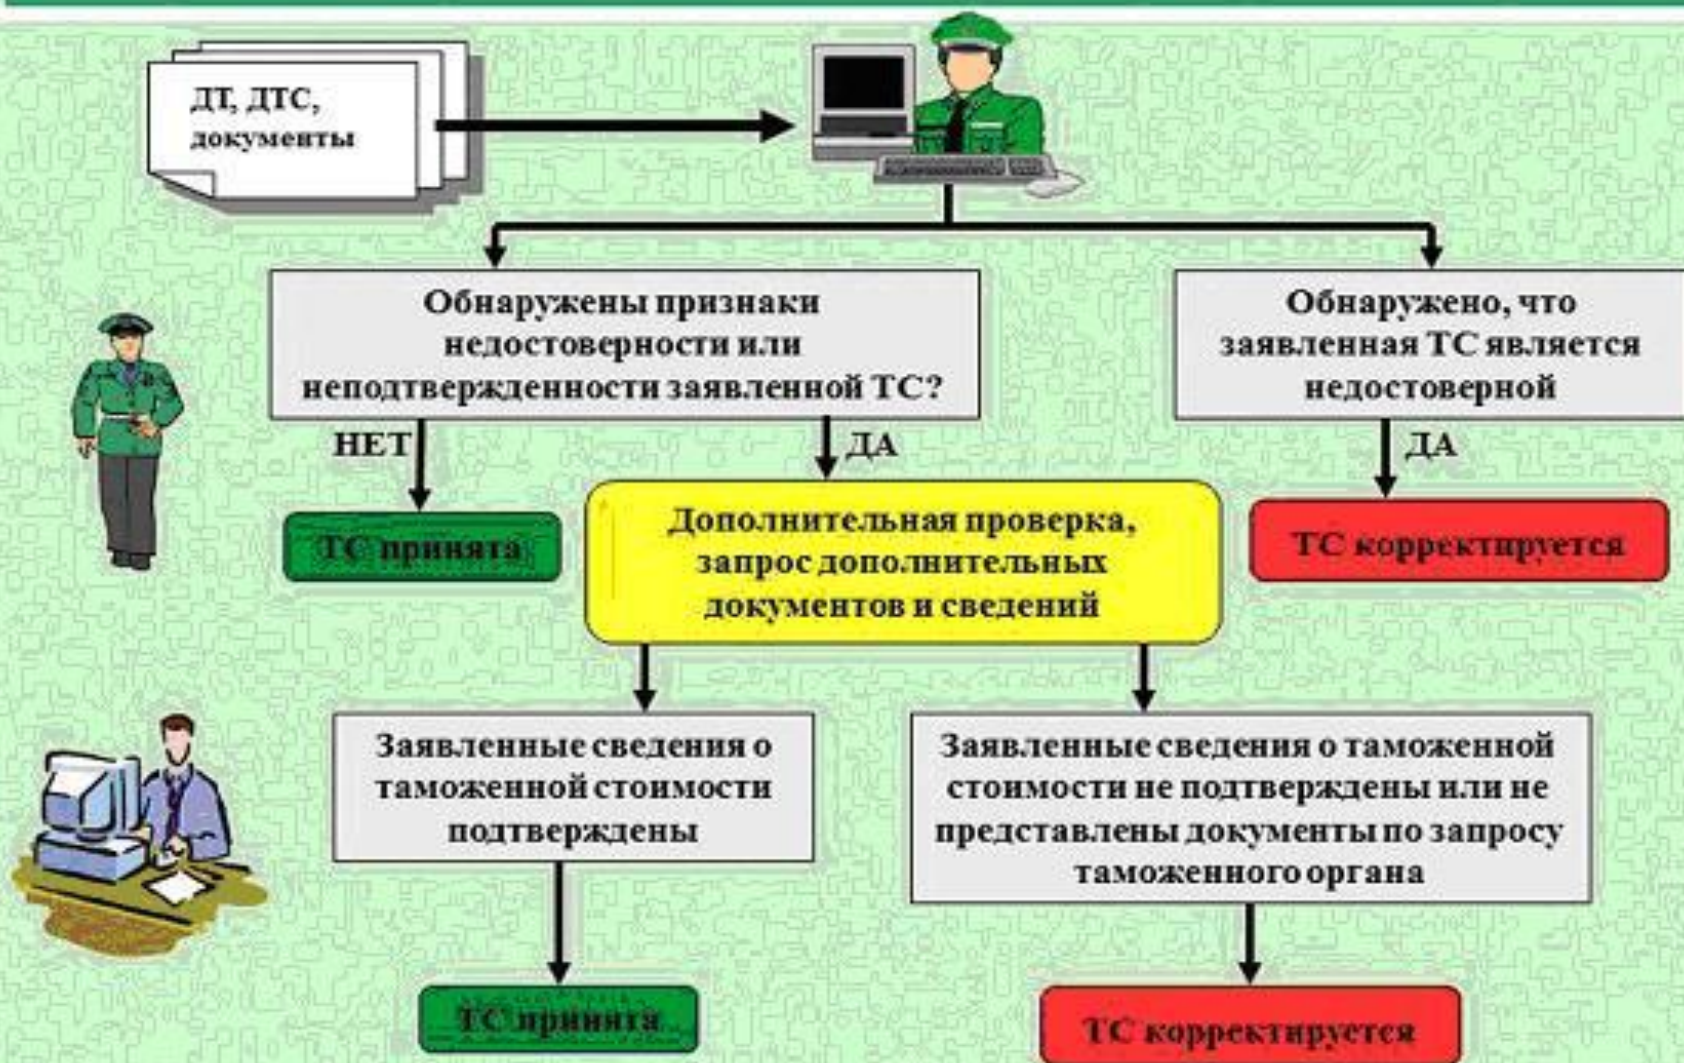 ДТ, ДТС,
документы
Обнаружены признаки
недостоверности или
неподтвержденности заявленной ТС?
Обнаружено, что
заявленная ТС является
недостоверной
НЕТ
ДА
ДА
ТС принята
Дополнительная проверка,
запрос дополнительных
документов и сведений
ТС корректируется
Заявленные сведения о
таможенной стоимости
подтверждены
Заявленные сведения о таможенной
стоимости не подтверждены или не
представлены документы по запросу
таможенного органа
ТС принята
ТС корректируется